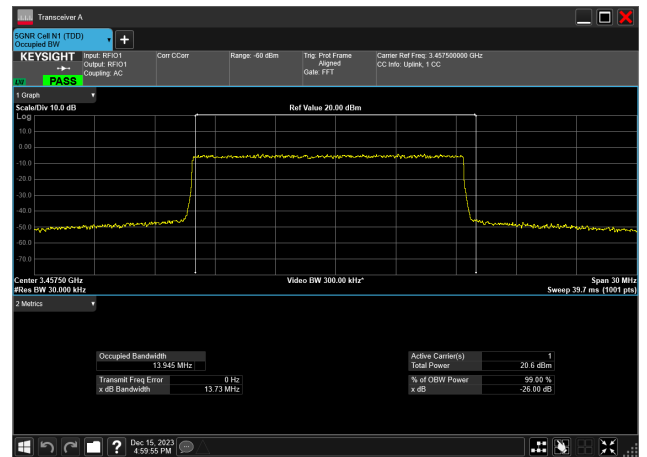 Transceiver A
5GNR Cell N1 (TDD)
Occupied BW
KEYSIGHT Input: RFIO1 Corr CCorr Range: -60 dBm Trig: Prot Frame Carrier Ref Freq: 3.457500000 GHz
Output: RFIO1 Aligned CC Info: Uplink, 1 CC
Coupling: AC Gate: FFT
PASS
1 Graph
Scale/Div 10.0 dB Ref Value 20.00 dBm
Log
10.0
0.00
-10.0
-20.0
-30.0
-40.0
-50.0
-60.0
-70.0
Center 3.45750 GHz Video BW 300.00 kHz* Span 30 MHz
#Res BW 30.000 kHz Sweep 39.7 ms (1001 pts)
2 Metrics
Occupied Bandwidth Active Carrier(s) 1
13.945 MHz Total Power 20.6 dBm
Transmit Freq Error 0 Hz % of OBW Power 99.00 %
x dB Bandwidth 13.73 MHz x dB -26.00 dB
Dec 15, 2023
4:59:55 PM